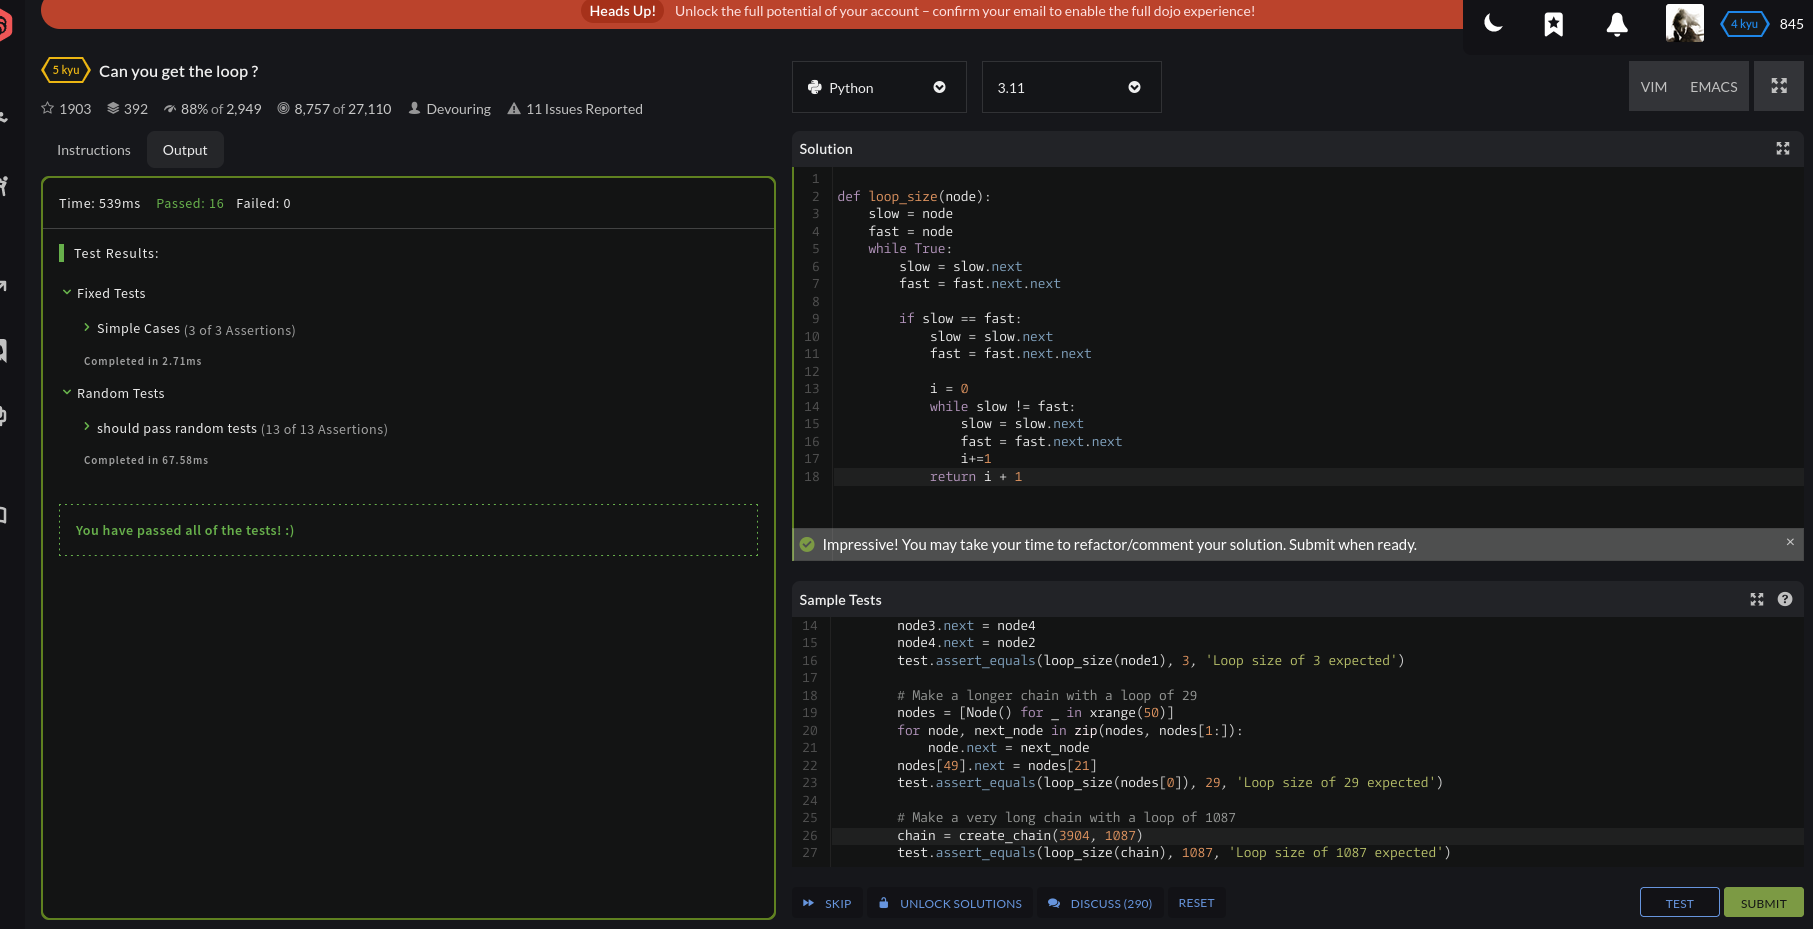 Heads Up! Unlock the full potential of your account – confirm your email to enable the full dojo experience!
4 kyu 845
5 kyu Can you get the loop ?
1903 392 88% of 2,949 8,757 of 27,110 Devouring 11 Issues Reported
Instructions Output
Time: 539ms Passed: 16 Failed: 0
Test Results:
Fixed Tests
Simple Cases (3 of 3 Assertions)
Completed in 2.71ms
Random Tests
should pass random tests (13 of 13 Assertions)
Completed in 67.58ms
You have passed all of the tests! :)
Python 3.11 VIM EMACS
Solution
1
2 def loop_size(node):
3     slow = node
4     fast = node
5     while True:
6         slow = slow.next
7         fast = fast.next.next
8
9         if slow == fast:
10             slow = slow.next
11             fast = fast.next.next
12
13             i = 0
14             while slow != fast:
15                 slow = slow.next
16                 fast = fast.next.next
17                 i+=1
18             return i + 1
Impressive! You may take your time to refactor/comment your solution. Submit when ready. ×
Sample Tests
14         node3.next = node4
15         node4.next = node2
16         test.assert_equals(loop_size(node1), 3, 'Loop size of 3 expected')
17
18         # Make a longer chain with a loop of 29
19         nodes = [Node() for _ in xrange(50)]
20         for node, next_node in zip(nodes, nodes[1:]):
21             node.next = next_node
22         nodes[49].next = nodes[21]
23         test.assert_equals(loop_size(nodes[0]), 29, 'Loop size of 29 expected')
24
25         # Make a very long chain with a loop of 1087
26         chain = create_chain(3904, 1087)
27         test.assert_equals(loop_size(chain), 1087, 'Loop size of 1087 expected')
SKIP UNLOCK SOLUTIONS DISCUSS (290) RESET TEST SUBMIT